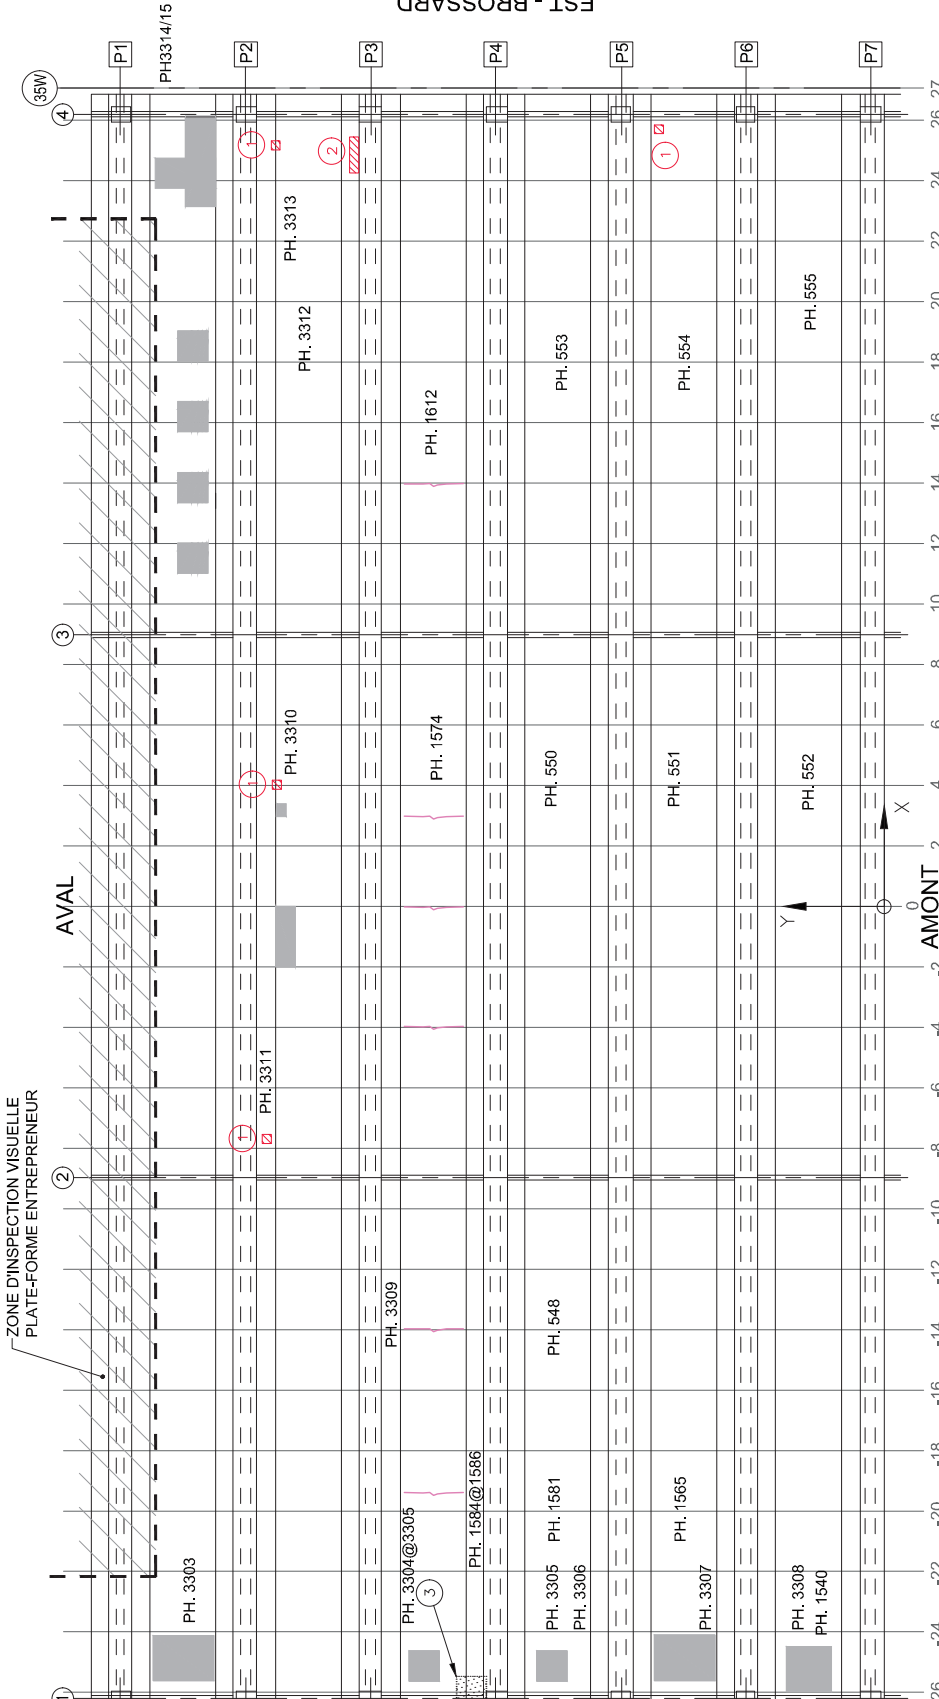 EST - BROSSARD
PH3314/15
35W
4
P1
P2
P3
P4
P5
P6
P7
27
26
24
22
20
18
16
14
12
10
8
6
4
2
0
-2
-4
-6
-8
-10
-12
-14
-16
-18
-20
-22
-24
-26
1
2
1
PH. 3313
PH. 3312
PH. 1612
PH. 553
PH. 554
PH. 555
3
1
PH. 3310
PH. 1574
PH. 550
PH. 551
PH. 552
AVAL
Y
X
AMONT
PH. 3311
1
2
ZONE D'INSPECTION VISUELLE
PLATE-FORME ENTREPRENEUR
PH. 3309
PH. 548
PH. 3303
PH. 3304@3305
3
PH. 1584@1586
PH. 1581
PH. 3305
PH. 3306
PH. 1565
PH. 3307
PH. 3308
PH. 1540
1